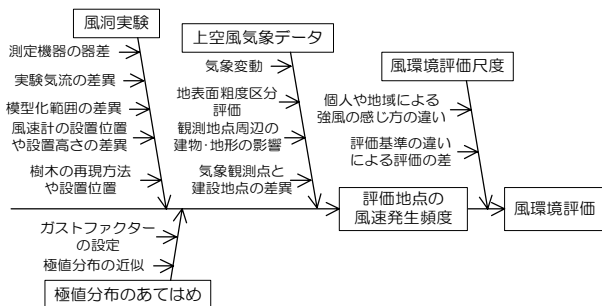 風洞実験
測定機器の器差
実験気流の差異
模型化範囲の差異
風速計の設置位置
や設置高さの差異
樹木の再現方法
や設置位置
上空風気象データ
気象変動
地表面粗度区分
評価
観測地点周辺の
建物・地形の影響
気象観測点と
建設地点の差異
風環境評価尺度
個人や地域による
強風の感じ方の違い
評価基準の違い
による評価の差
評価地点の
風速発生頻度
風環境評価
ガストファクター
の設定
極値分布の近似
極値分布のあてはめ